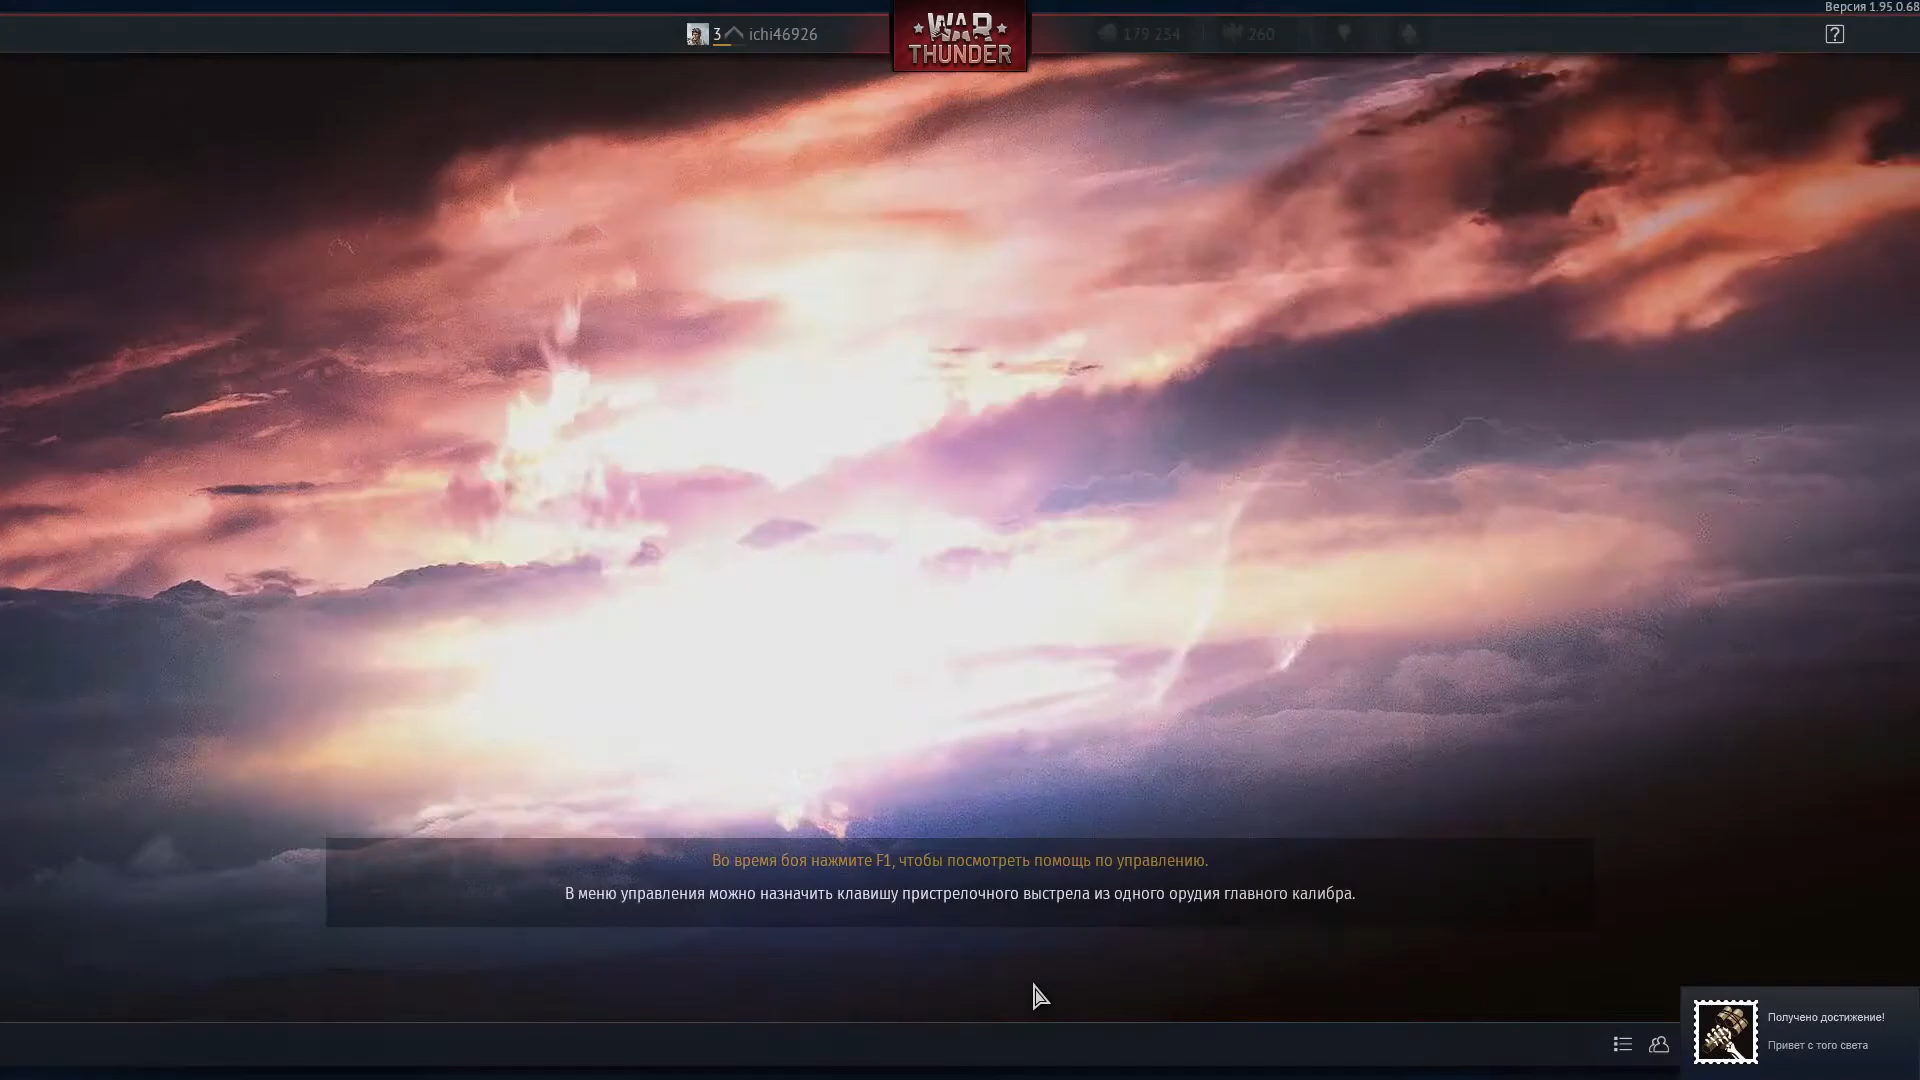 Версия 1.95.0.68
3 ichi46926
WAR
THUNDER
179 234
260
?
Во время боя нажмите F1, чтобы посмотреть помощь по управлению.
В меню управления можно назначить клавишу пристрелочного выстрела из одного орудия главного калибра.
Получено достижение!
Привет с того света